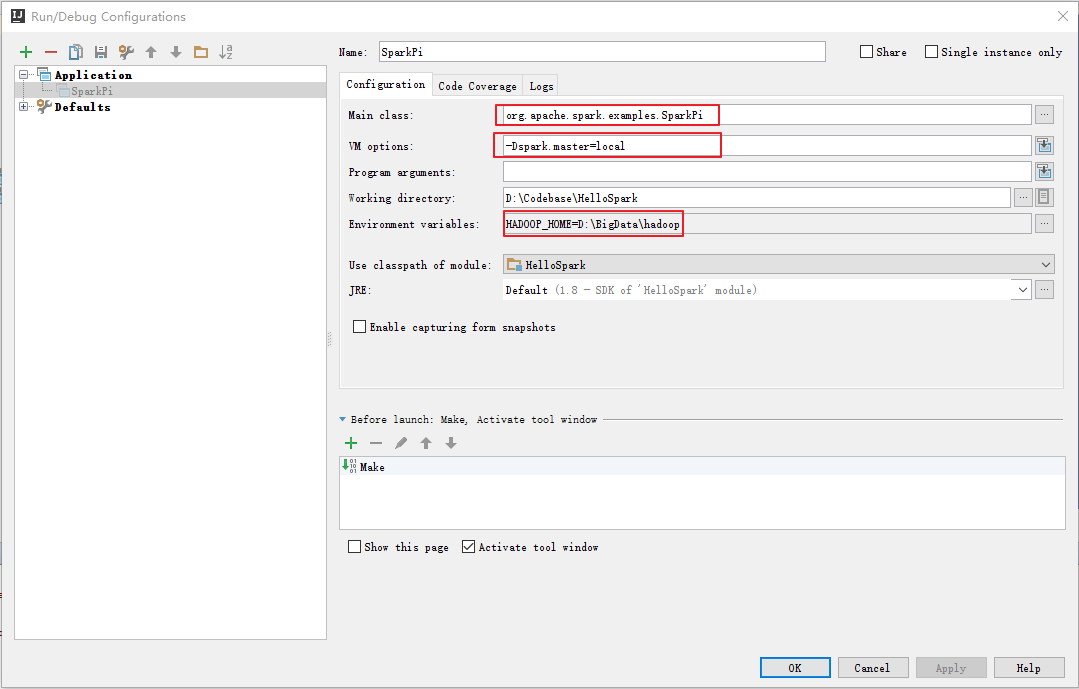 Run/Debug Configurations
Name: SparkPi Share Single instance only
Application
SparkPi
Defaults
Configuration Code Coverage Logs
Main class: org.apache.spark.examples.SparkPi ...
VM options: -Dspark.master=local
Program arguments:
Working directory: D:\Codebase\HelloSpark ...
Environment variables: HADOOP_HOME=D:\BigData\hadoop ...
Use classpath of module: HelloSpark
JRE: Default (1.8 - SDK of 'HelloSpark' module) ...
Enable capturing form snapshots
Before launch: Make, Activate tool window
Make
Show this page Activate tool window
OK Cancel Apply Help